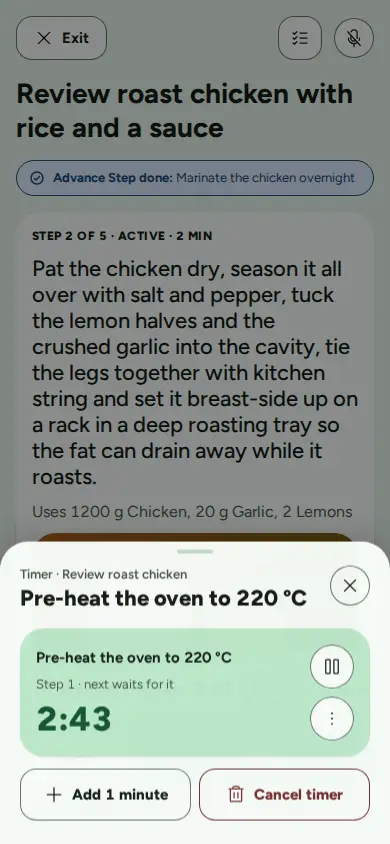 Exit
Review roast chicken with
rice and a sauce
Advance Step done: Marinate the chicken overnight
STEP 2 OF 5 · ACTIVE · 2 MIN
Pat the chicken dry, season it all
over with salt and pepper, tuck
the lemon halves and the
crushed garlic into the cavity, tie
the legs together with kitchen
string and set it breast-side up on
a rack in a deep roasting tray so
the fat can drain away while it
roasts.
Uses 1200 g Chicken, 20 g Garlic, 2 Lemons
Timer · Review roast chicken
Pre-heat the oven to 220 °C
Pre-heat the oven to 220 °C
Step 1 · next waits for it
2:43
Add 1 minute
Cancel timer